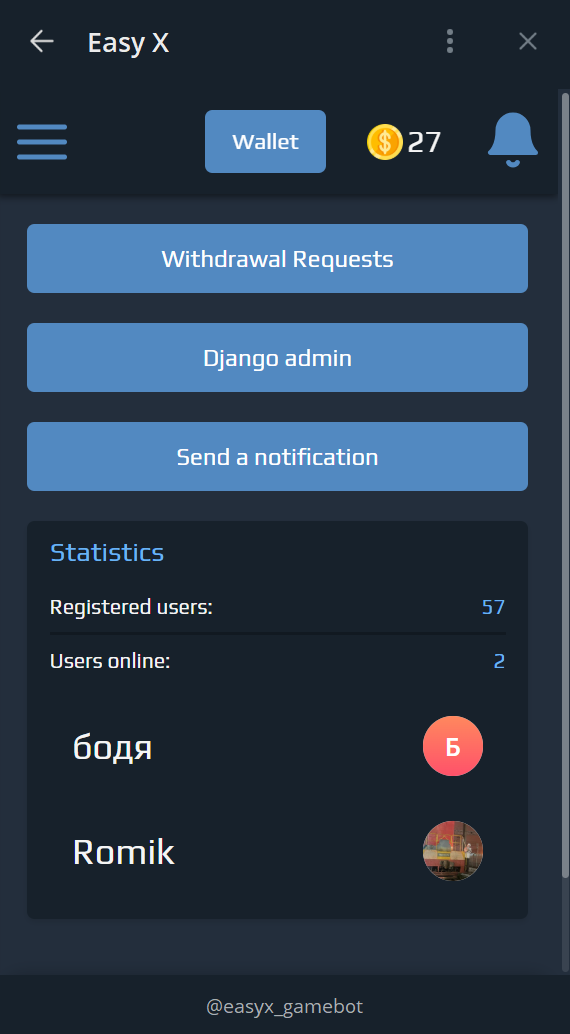 Easy X
Wallet
27
Withdrawal Requests
Django admin
Send a notification
Statistics
Registered users: 57
Users online: 2
бодя
Б
Romik
@easyx_gamebot